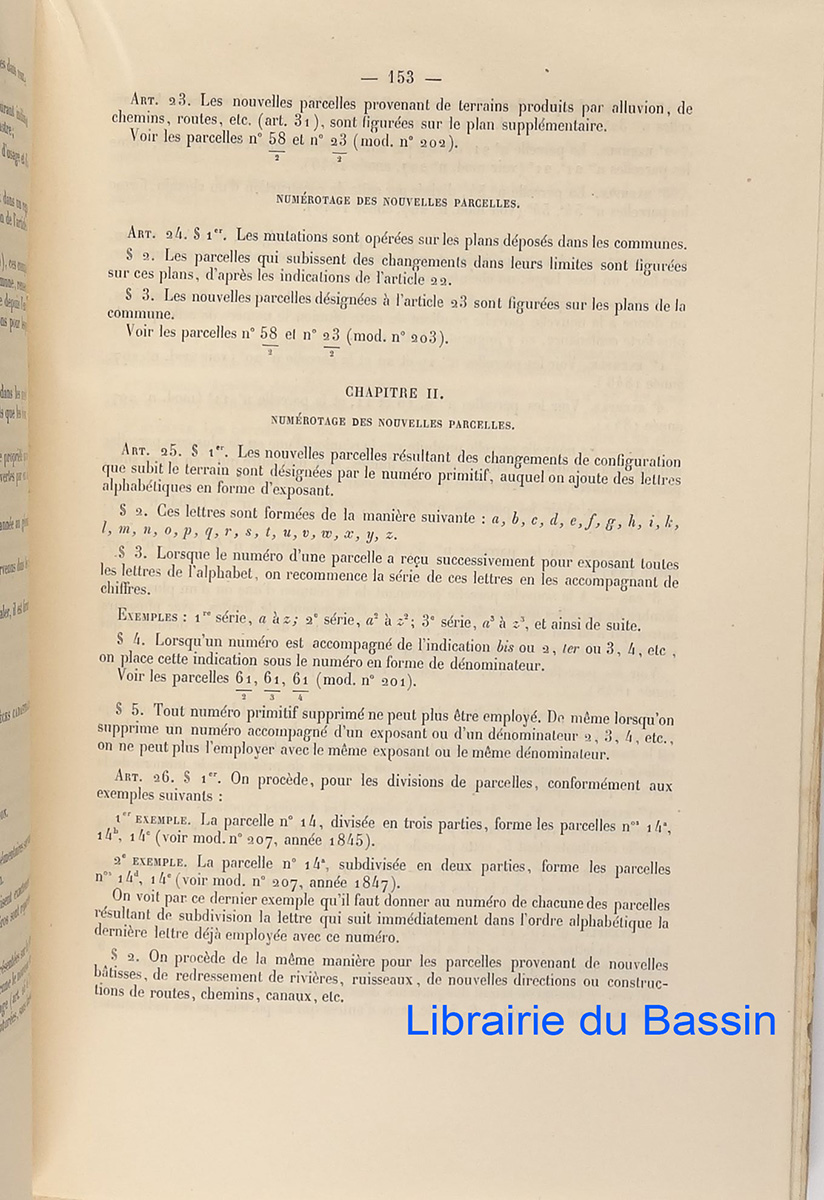 — 153 —
ART. 23. Les nouvelles parcelles provenant de terrains produits par alluvion, de
chemins, routes, etc. (art. 31), sont figurées sur le plan supplémentaire.
Voir les parcelles n° 58/2 et n° 23/2 (mod. n° 202).
NUMÉROTAGE DES NOUVELLES PARCELLES.
ART. 24. § 1er. Les mutations sont opérées sur les plans déposés dans les communes.
§ 2. Les parcelles qui subissent des changements dans leurs limites sont figurées
sur ces plans, d'après les indications de l'article 22.
§ 3. Les nouvelles parcelles désignées à l'article 23 sont figurées sur les plans de la
commune.
Voir les parcelles n° 58/2 et n° 23/2 (mod. n° 203).
CHAPITRE II.
NUMÉROTAGE DES NOUVELLES PARCELLES.
ART. 25. § 1er. Les nouvelles parcelles résultant des changements de configuration
que subit le terrain sont désignées par le numéro primitif, auquel on ajoute des lettres
alphabétiques en forme d'exposant.
§ 2. Ces lettres sont formées de la manière suivante : a, b, c, d, e, f, g, h, i, k,
l, m, n, o, p, q, r, s, t, u, v, w, x, y, z.
§ 3. Lorsque le numéro d'une parcelle a reçu successivement pour exposant toutes
les lettres de l'alphabet, on recommence la série de ces lettres en les accompagnant de
chiffres.
EXEMPLES : 1re série, a à z; 2e série, a² à z²; 3e série, a³ à z³, et ainsi de suite.
§ 4. Lorsqu'un numéro est accompagné de l'indication bis ou 2, ter ou 3, 4, etc.,
on place cette indication sous le numéro en forme de dénominateur.
Voir les parcelles 61/2, 61/3, 61/4 (mod. n° 201).
§ 5. Tout numéro primitif supprimé ne peut plus être employé. De même lorsqu'on
supprime un numéro accompagné d'un exposant ou d'un dénominateur 2, 3, 4, etc.,
on ne peut plus l'employer avec le même exposant ou le même dénominateur.
ART. 26. § 1er. On procède, pour les divisions de parcelles, conformément aux
exemples suivants :
1er EXEMPLE. La parcelle n° 14, divisée en trois parties, forme les parcelles nos 14a,
14b, 14c (voir mod. n° 207, année 1845).
2e EXEMPLE. La parcelle n° 14a, subdivisée en deux parties, forme les parcelles
nos 14d, 14e (voir mod. n° 207, année 1847).
On voit par ce dernier exemple qu'il faut donner au numéro de chacune des parcelles
résultant de subdivision la lettre qui suit immédiatement dans l'ordre alphabétique la
dernière lettre déjà employée avec ce numéro.
§ 2. On procède de la même manière pour les parcelles provenant de nouvelles
bâtisses, de redressement de rivières, ruisseaux, de nouvelles directions ou construc-
tions de routes, chemins, canaux, etc.
Librairie du Bassin